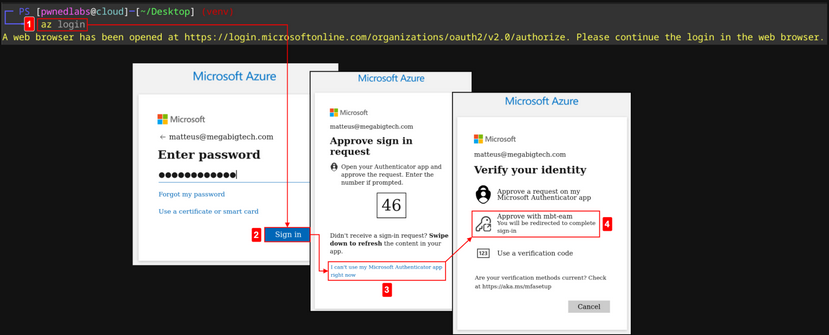 PS [pwnedlabs@cloud]-[~/Desktop]
1 az login
A web browser has been opened at https://login.microsoftonline.com/organizations/oauth2/v2.0/authorize. Please continue the login in the web browser.
Microsoft Azure
Microsoft
← matteus@megabigtech.com
Enter password
●●●●●●●●●●●●
Forgot my password
Use a certificate or smart card
2 Sign in
Microsoft Azure
Microsoft
matteus@megabigtech.com
Approve sign in
request
Open your Authenticator app and
approve the request. Enter the
number if prompted.
46
Didn't receive a sign-in request? Swipe
down to refresh the content in your
app.
I can't use my Microsoft Authenticator app
right now
3
Microsoft Azure
Microsoft
matteus@megabigtech.com
Verify your identity
Approve a request on my
Microsoft Authenticator app
Approve with mbt-eam
You will be redirected to complete
sign-in
4
123 Use a verification code
Are your verification methods current? Check
at https://aka.ms/mfasetup
Cancel